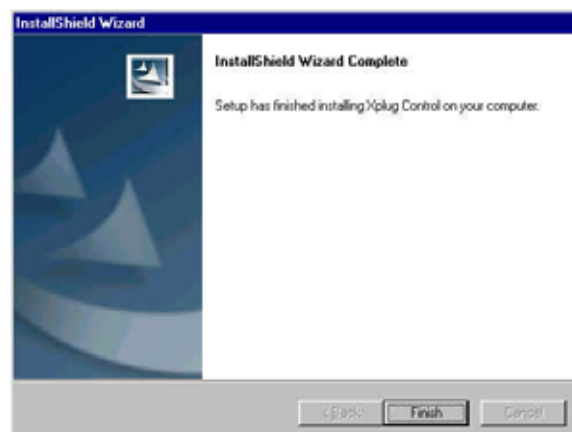 InstallShield Wizard
InstallShield Wizard Complete
Setup has finished installing Xplug Control on your computer.
< Back Finish Cancel